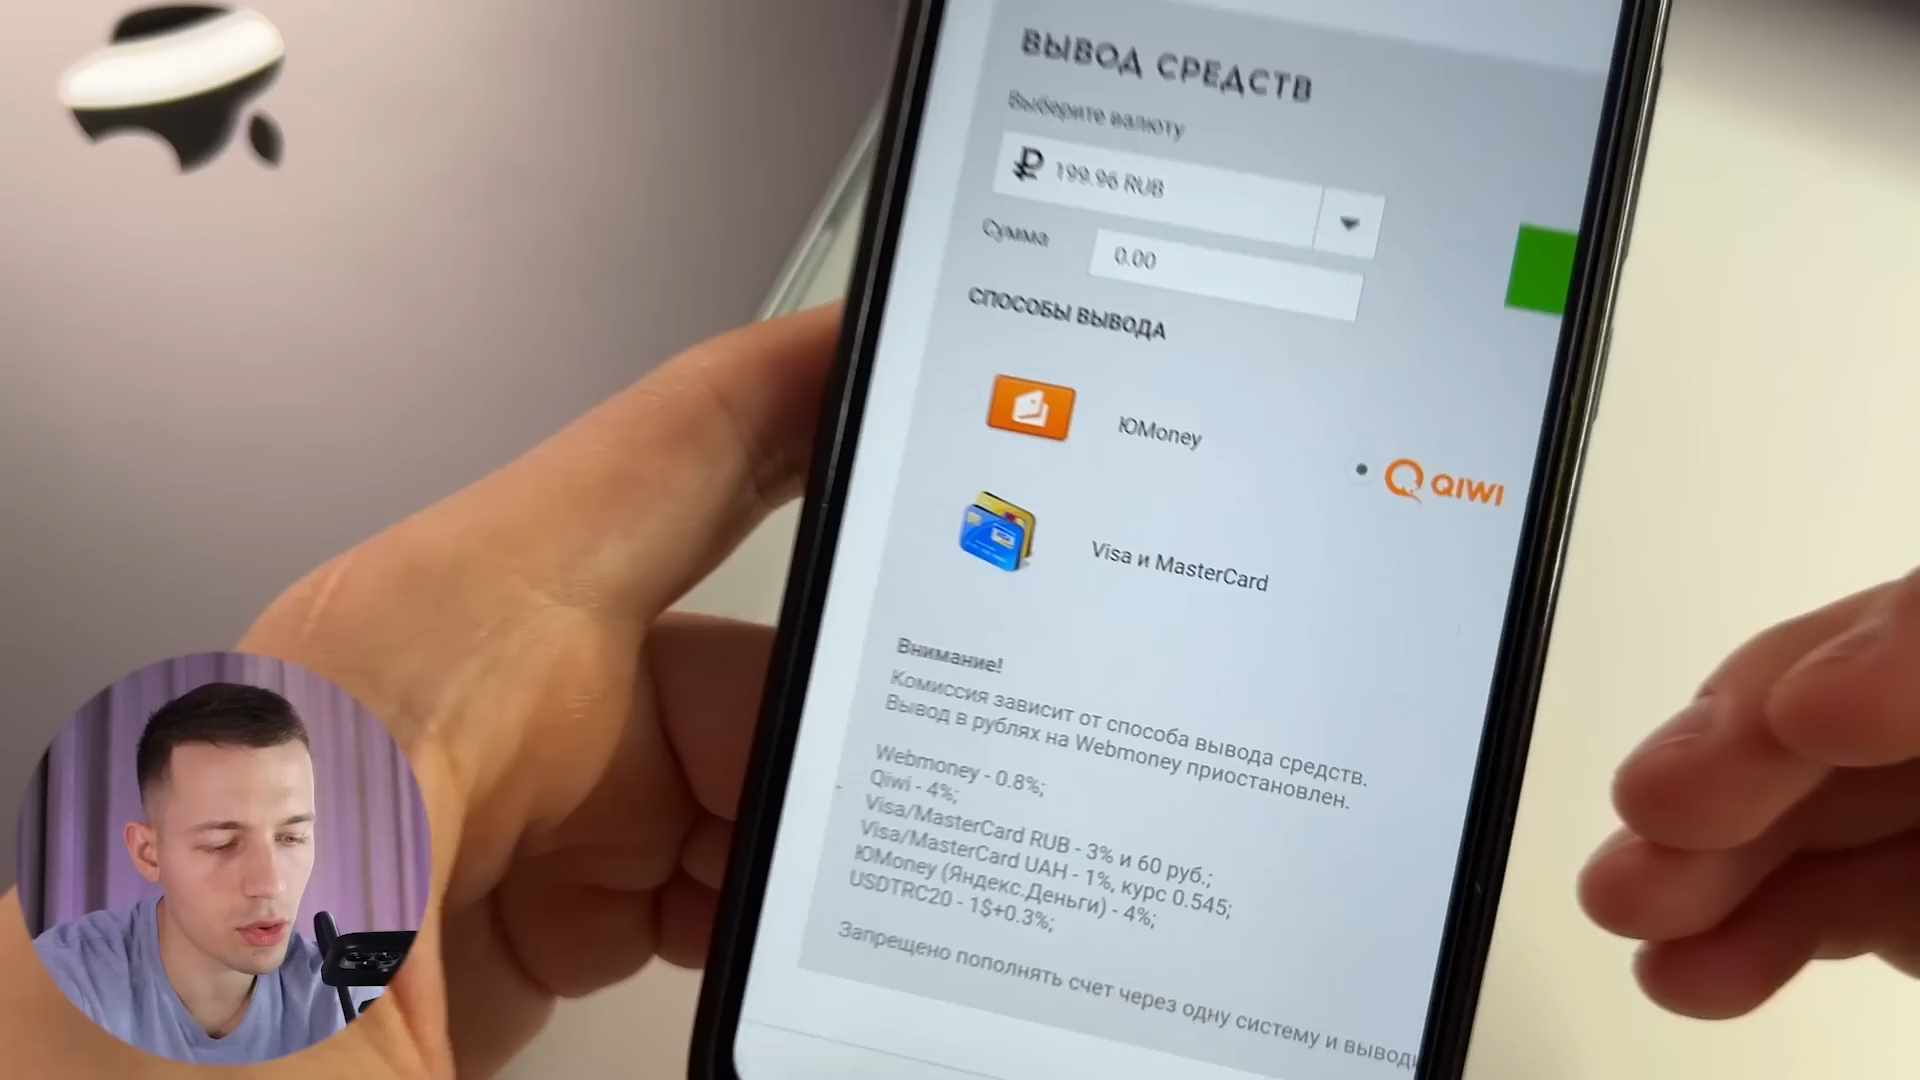 ВЫВОД СРЕДСТВ
Выберите валюту
₽ 199.96 RUB
Сумма
0.00
СПОСОБЫ ВЫВОДА
ЮMoney
QIWI
Visa и MasterCard
Внимание!
Комиссия зависит от способа вывода средств.
Вывод в рублях на Webmoney приостановлен.
Webmoney - 0.8%;
Qiwi - 4%;
Visa/MasterCard RUB - 3% и 60 руб.;
Visa/MasterCard UAH - 1%, курс 0.545;
ЮMoney (Яндекс.Деньги) - 4%;
USDTRC20 - 1$+0.3%;
Запрещено пополнять счет через одну систему и